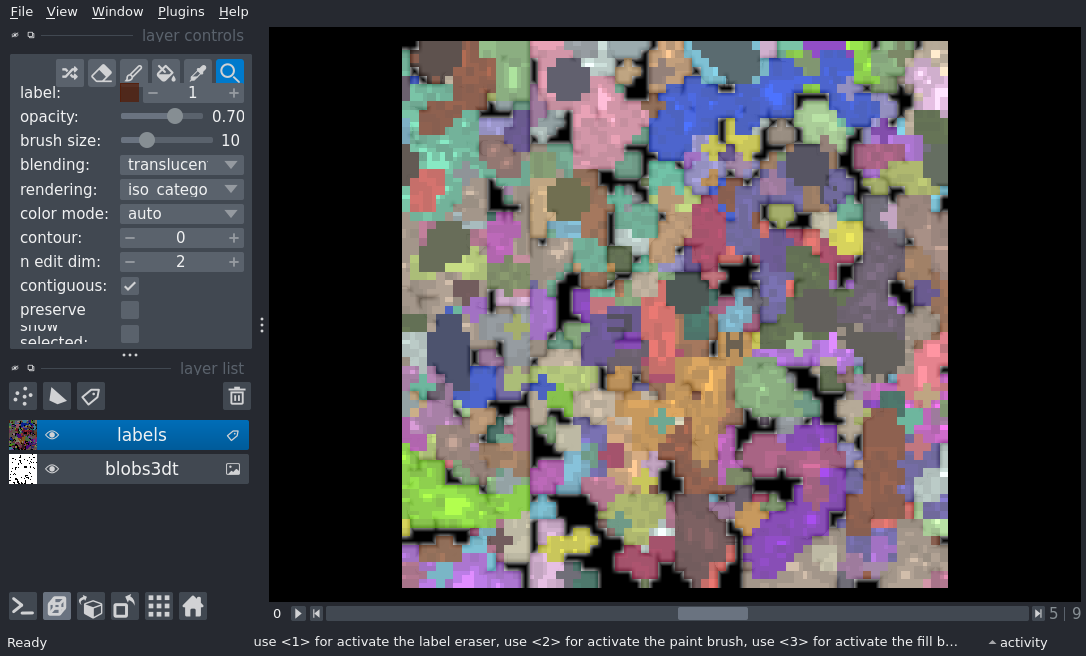 File View Window Plugins Help
layer controls
label: 1
opacity: 0.70
brush size: 10
blending: translucen
rendering: iso catego
color mode: auto
contour: 0
n edit dim: 2
contiguous:
preserve
show
selected:
layer list
labels
blobs3dt
0 5 | 9
Ready use <1> for activate the label eraser, use <2> for activate the paint brush, use <3> for activate the fill b... activity